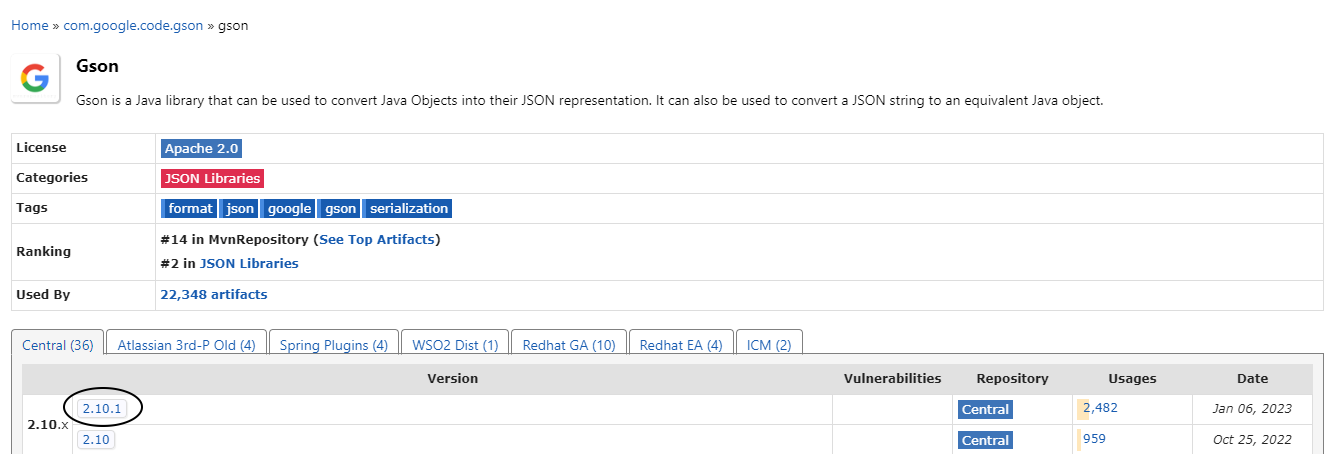 Home » com.google.code.gson » gson
Gson
Gson is a Java library that can be used to convert Java Objects into their JSON representation. It can also be used to convert a JSON string to an equivalent Java object.
License Apache 2.0
Categories JSON Libraries
Tags format json google gson serialization
Ranking #14 in MvnRepository (See Top Artifacts)
#2 in JSON Libraries
Used By 22,348 artifacts
Central (36) Atlassian 3rd-P Old (4) Spring Plugins (4) WSO2 Dist (1) Redhat GA (10) Redhat EA (4) ICM (2)
Version Vulnerabilities Repository Usages Date
2.10.x 2.10.1 Central 2,482 Jan 06, 2023
2.10 Central 959 Oct 25, 2022